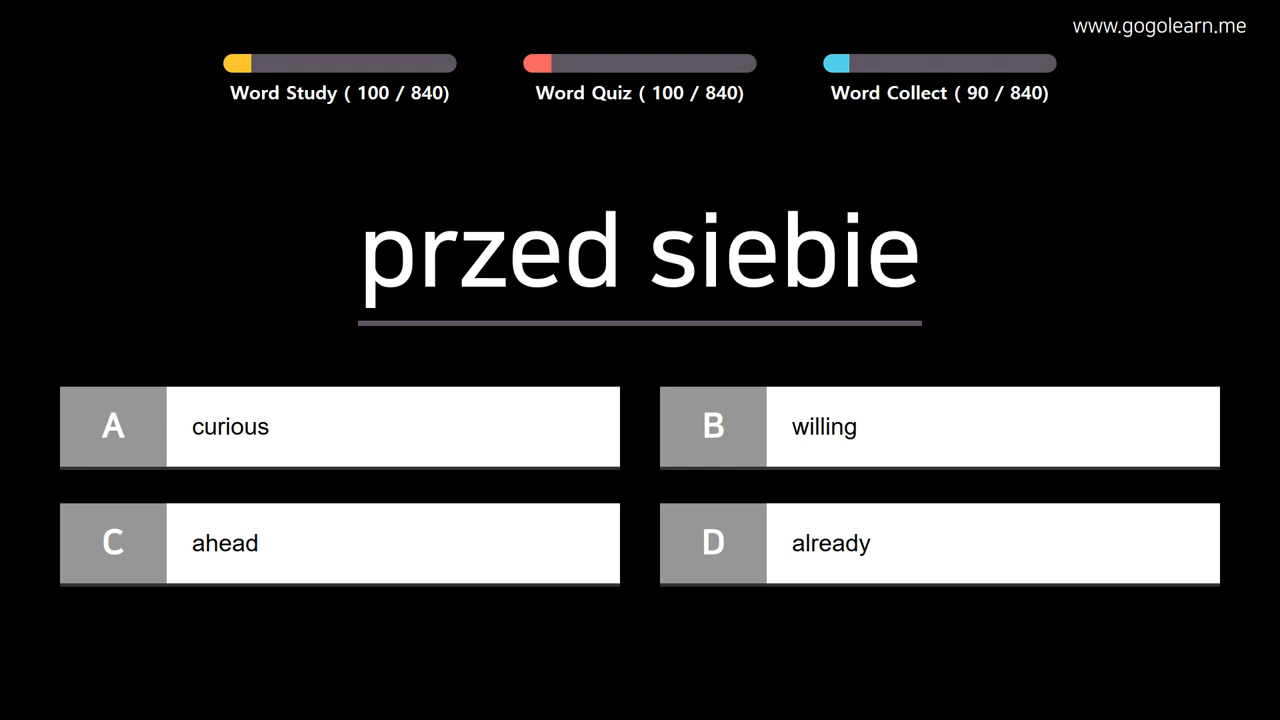 www.gogolearn.me
Word Study ( 100 / 840)
Word Quiz ( 100 / 840)
Word Collect ( 90 / 840)
przed siebie
A curious
B willing
C ahead
D already